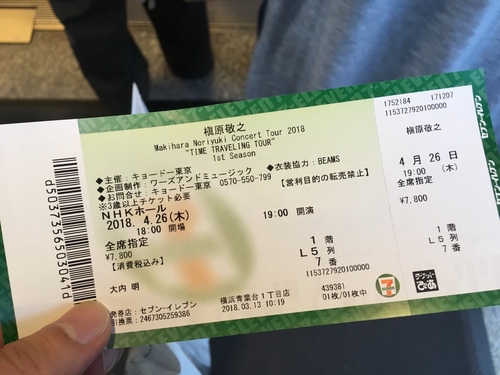 槇原敬之
Makihara Noriyuki Concert Tour 2018
"TIME TRAVELING TOUR"
1st Season
◆主催：キョードー東京 ◆衣装協力：BEAMS
◆企画制作：ワーズアンドミュージック
◆お問合せ：キョードー東京 0570-550-799
※3歳以上チケット必要 【営利目的の転売禁止】
NHKホール
2018. 4.26(木) 19:00 開演
18:00 開場
全席指定
¥7,800
【消費税込み】
1 階
L5 列
7 番
1153727920100000
大内 明
発券店：セブン-イレブン 横浜青葉台1丁目店
引換票：2467305259386 2018.03.13 10:19
439381
01枚/01枚中
d5027356503041d
1752184 171207
1153727920100000
槇原敬之
4 月 26 日
19:00 (木)
全席指定
¥7,800
1 階
L5 列
7 番